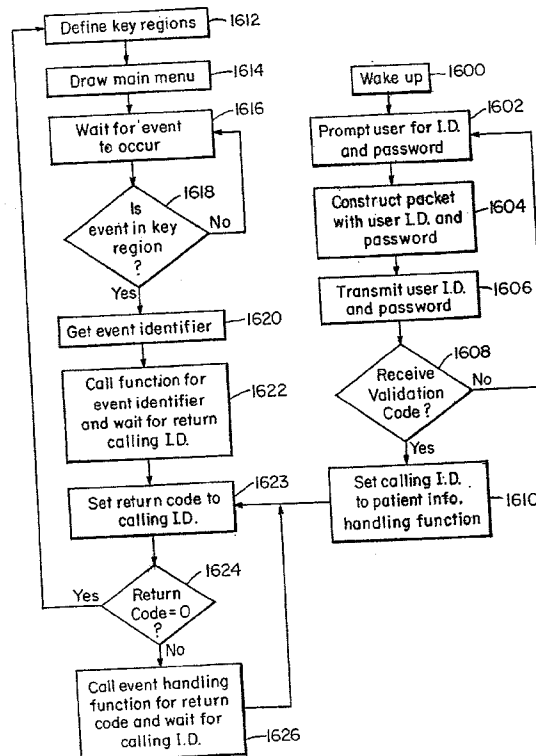 Define key regions
1612
Draw main menu
1614
1616
Wait for event
to occur
1618
Is
event in key
region
?
No
Yes
Get event identifier
1620
Call function for
event identifier
and wait for return
calling I.D.
1622
Set return code to
calling I.D.
1623
1624
Yes
Return
Code=0
?
No
Call event handling
function for return
code and wait for
calling I.D.
1626
Wake up
1600
1602
Prompt user for I.D.
and password
Construct packet
with user I.D. and
password
1604
Transmit user I.D.
and password
1606
1608
Receive
Validation
Code?
No
Yes
Set calling I.D.
to patient info.
handling function
1610